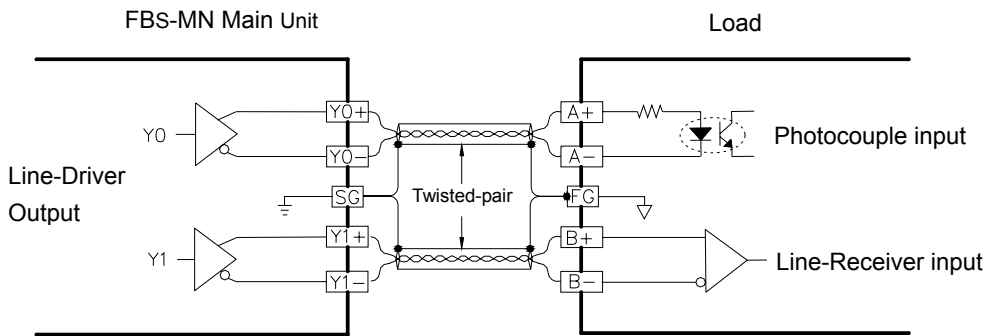 FBS-MN Main Unit
Load
Y0
Y0+
Y0-
A+
A-
Photocouple input
Line-Driver
Output
SG
Twisted-pair
FG
Y1
Y1+
Y1-
B+
B-
Line-Receiver input